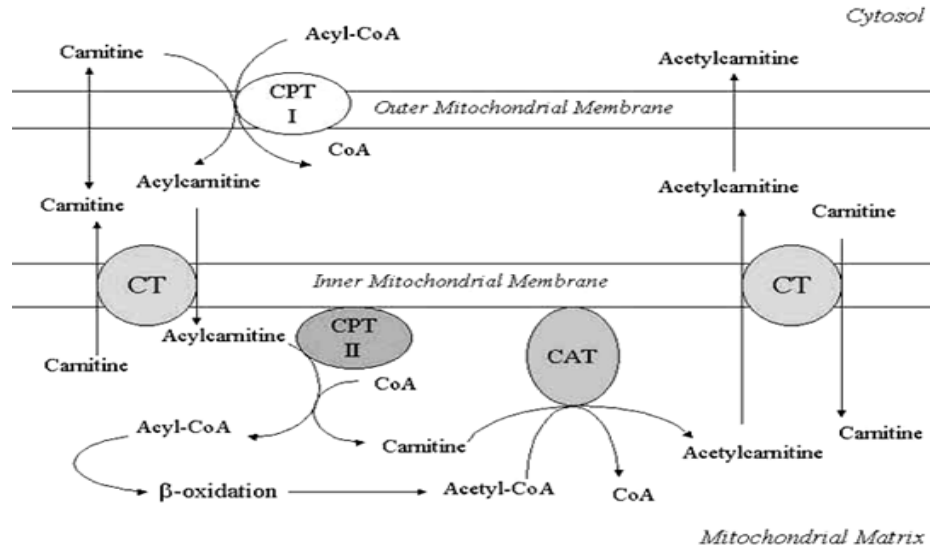 Cytosol
Acyl-CoA
Carnitine
Acetylcarnitine
CPT
I
Outer Mitochondrial Membrane
CoA
Acylcarnitine
Acetylcarnitine
Carnitine
Carnitine
CT
Inner Mitochondrial Membrane
CT
Acylcarnitine
CPT
II
CAT
Carnitine
CoA
Acyl-CoA
Carnitine
Acetylcarnitine
Carnitine
β-oxidation
Acetyl-CoA
CoA
Mitochondrial Matrix